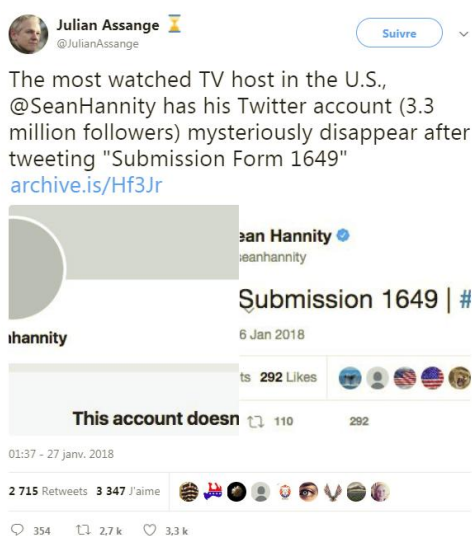 Julian Assange
@JulianAssange
Suivre
The most watched TV host in the U.S.,
@SeanHannity has his Twitter account (3.3
million followers) mysteriously disappear after
tweeting "Submission Form 1649"
archive.is/Hf3Jr
hannity
This account doesn
ean Hannity
seanhannity
Submission 1649 | #
6 Jan 2018
ts 292 Likes
110 292
01:37 - 27 janv. 2018
2 715 Retweets 3 347 J'aime
354 2,7 k 3,3 k